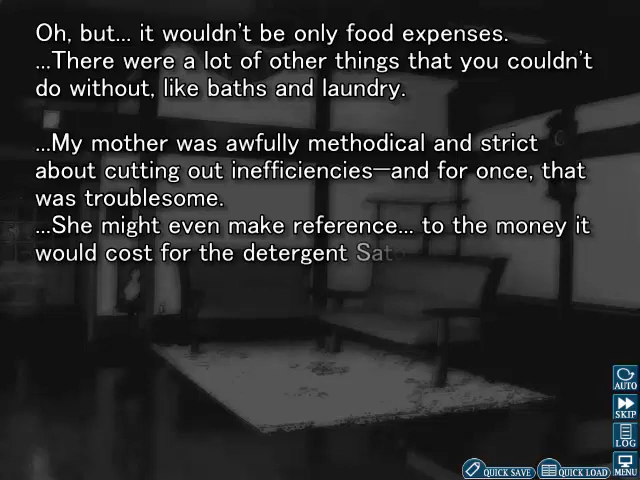 Oh, but... it wouldn't be only food expenses.
...There were a lot of other things that you couldn't
do without, like baths and laundry.
...My mother was awfully methodical and strict
about cutting out inefficiencies—and for once, that
was troublesome.
...She might even make reference... to the money it
would cost for the detergent Sat
AUTO
SKIP
LOG
QUICK SAVE
QUICK LOAD
MENU